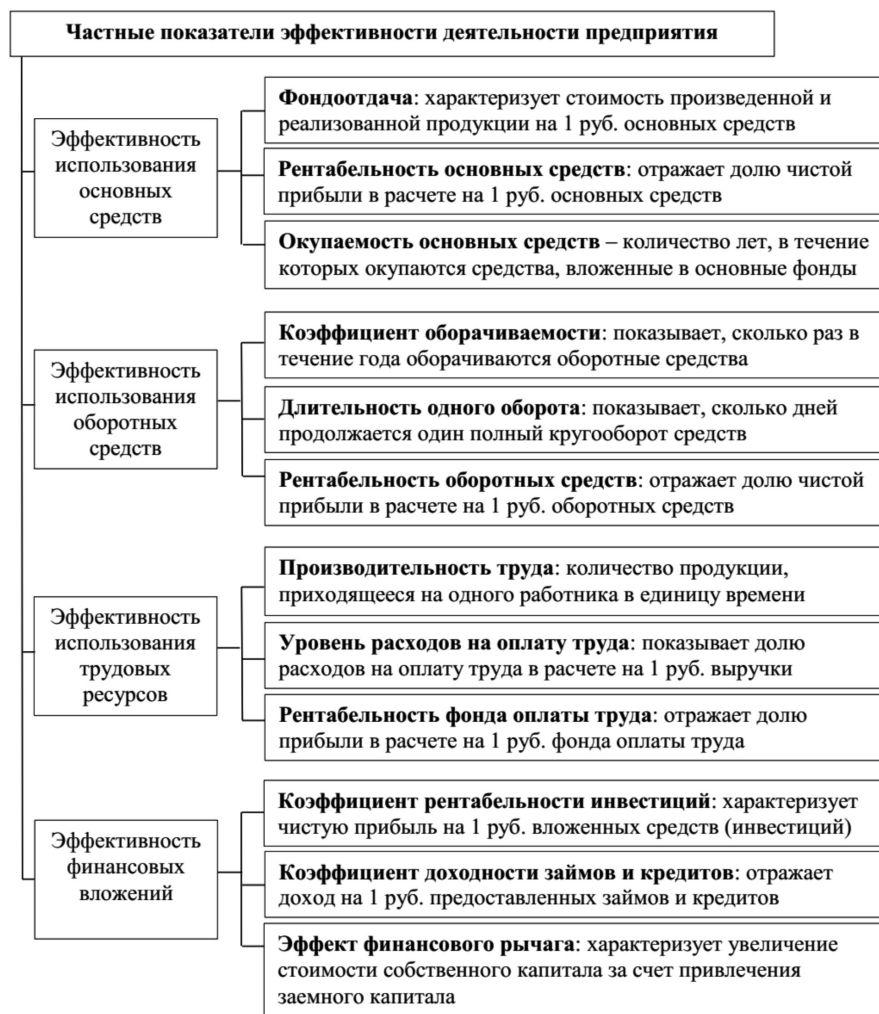 Частные показатели эффективности деятельности предприятия
Эффективность
использования
основных
средств
Фондоотдача: характеризует стоимость произведенной и
реализованной продукции на 1 руб. основных средств
Рентабельность основных средств: отражает долю чистой
прибыли в расчете на 1 руб. основных средств
Окупаемость основных средств – количество лет, в течение
которых окупаются средства, вложенные в основные фонды
Эффективность
использования
оборотных
средств
Коэффициент оборачиваемости: показывает, сколько раз в
течение года оборачиваются оборотные средства
Длительность одного оборота: показывает, сколько дней
продолжается один полный кругооборот средств
Рентабельность оборотных средств: отражает долю чистой
прибыли в расчете на 1 руб. оборотных средств
Эффективность
использования
трудовых
ресурсов
Производительность труда: количество продукции,
приходящееся на одного работника в единицу времени
Уровень расходов на оплату труда: показывает долю
расходов на оплату труда в расчете на 1 руб. выручки
Рентабельность фонда оплаты труда: отражает долю
прибыли в расчете на 1 руб. фонда оплаты труда
Эффективность
финансовых
вложений
Коэффициент рентабельности инвестиций: характеризует
чистую прибыль на 1 руб. вложенных средств (инвестиций)
Коэффициент доходности займов и кредитов: отражает
доход на 1 руб. предоставленных займов и кредитов
Эффект финансового рычага: характеризует увеличение
стоимости собственного капитала за счет привлечения
заемного капитала